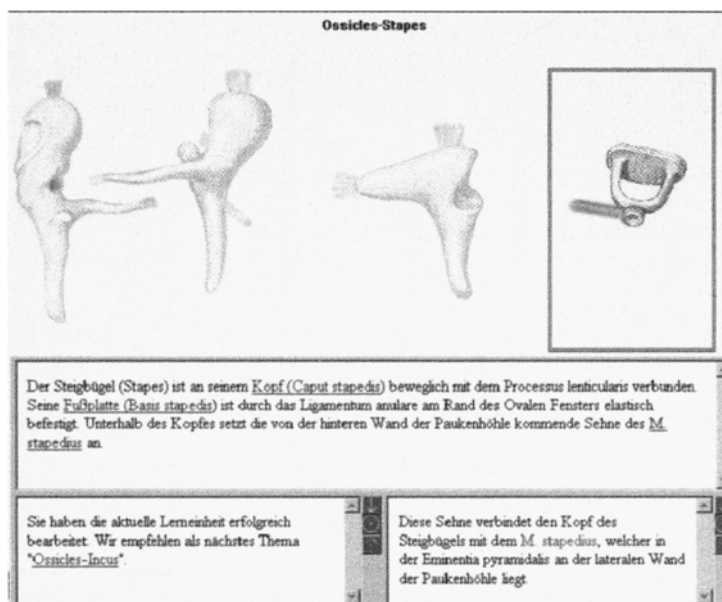 Ossicles-Stapes
Der Steigbügel (Stapes) ist an seinem Kopf (Caput stapedis) beweglich mit dem Processus lenticularis verbunden.
Seine Fußplatte (Basis stapedis) ist durch das Ligamentum anulare am Rand des Ovalen Fensters elastisch
befestigt. Unterhalb des Kopfes setzt die von der hinteren Wand der Paukenhöhle kommende Sehne des M.
stapedius an.
Sie haben die aktuelle Lerneinheit erfolgreich
bearbeitet. Wir empfehlen als nächstes Thema
"Ossicles-Incus".
Diese Sehne verbindet den Kopf des
Steigbügels mit dem M. stapedius, welcher in
der Eminentia pyramidalis an der lateralen Wand
der Paukenhöhle liegt